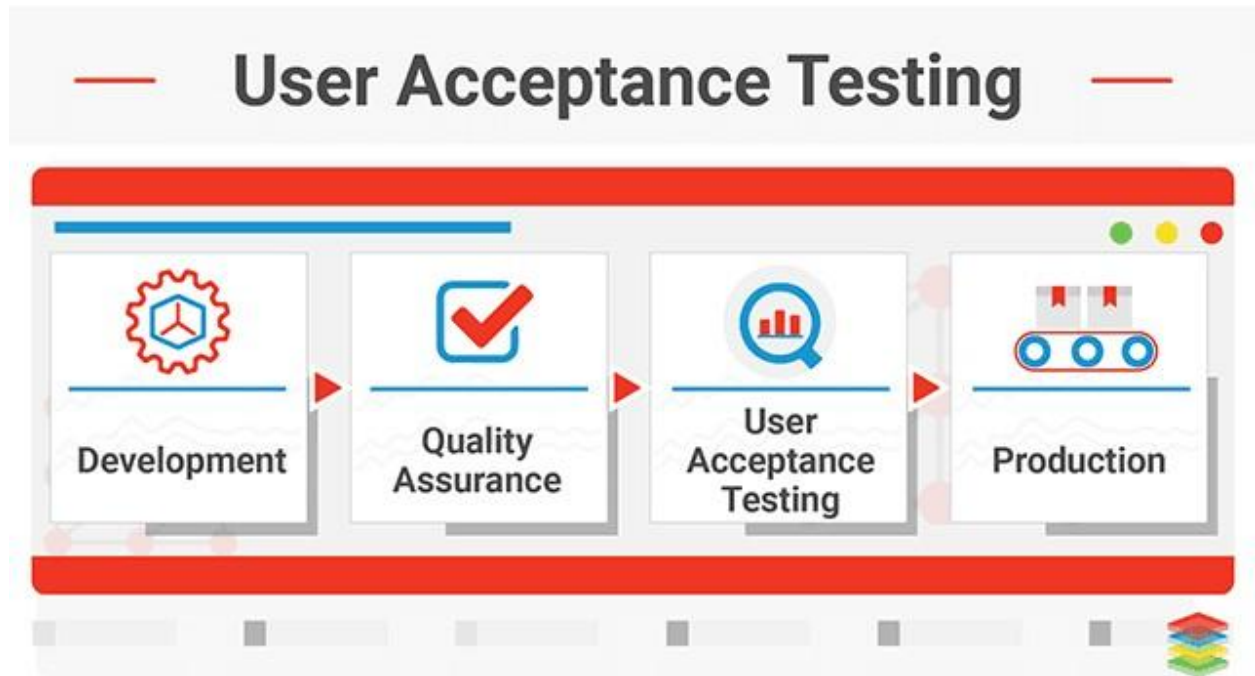 User Acceptance Testing
Development
Quality
Assurance
User
Acceptance
Testing
Production